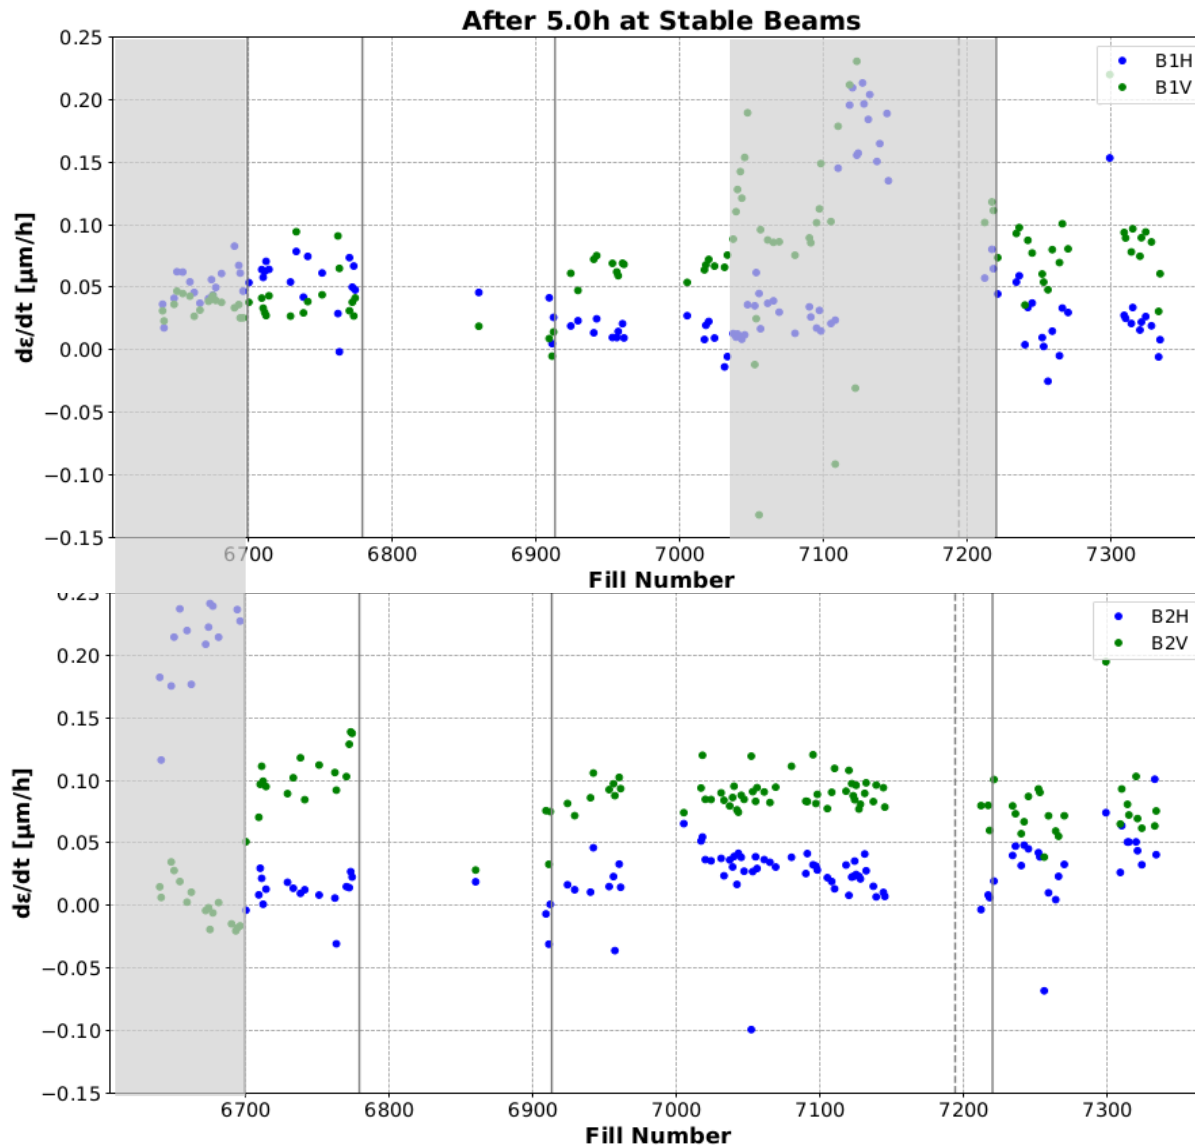 After 5.0h at Stable Beams
0.25
0.20
0.15
0.10
0.05
0.00
−0.05
−0.10
−0.15
dε/dt [μm/h]
B1H
B1V
6700 6800 6900 7000 7100 7200 7300
Fill Number
0.25
0.20
0.15
0.10
0.05
0.00
−0.05
−0.10
−0.15
dε/dt [μm/h]
B2H
B2V
6700 6800 6900 7000 7100 7200 7300
Fill Number